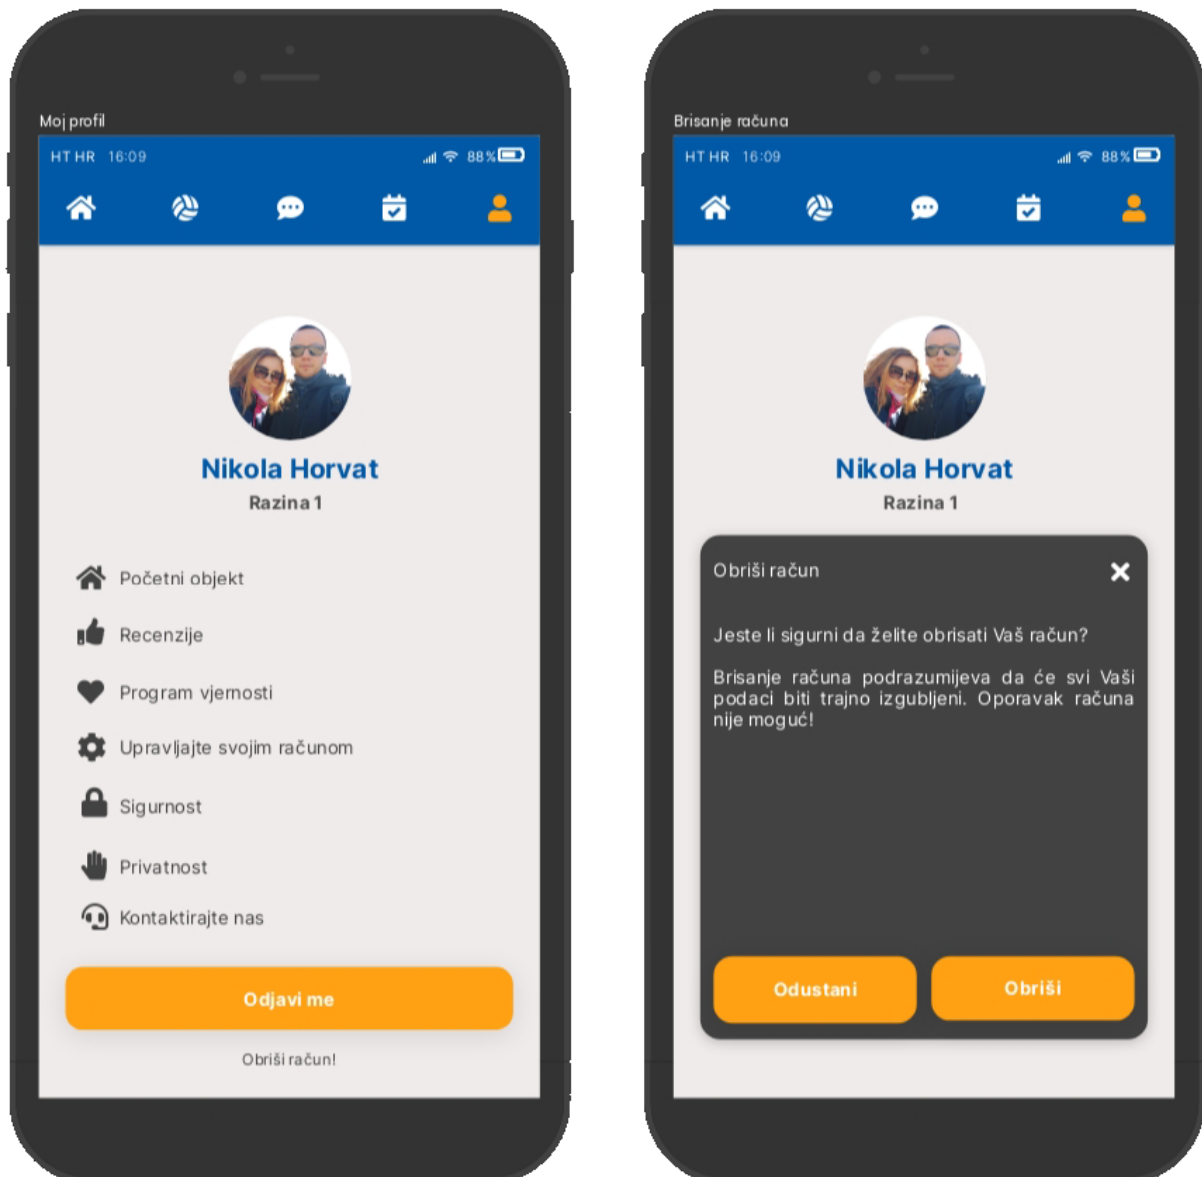 Moj profil
HT HR 16:09 88%
Nikola Horvat
Razina 1
Početni objekt
Recenzije
Program vjernosti
Upravljajte svojim računom
Sigurnost
Privatnost
Kontaktirajte nas
Odjavi me
Obriši račun!
Brisanje računa
HT HR 16:09 88%
Nikola Horvat
Razina 1
Obriši račun
Jeste li sigurni da želite obrisati Vaš račun?
Brisanje računa podrazumijeva da će svi Vaši
podaci biti trajno izgubljeni. Oporavak računa
nije moguć!
Odustani
Obriši